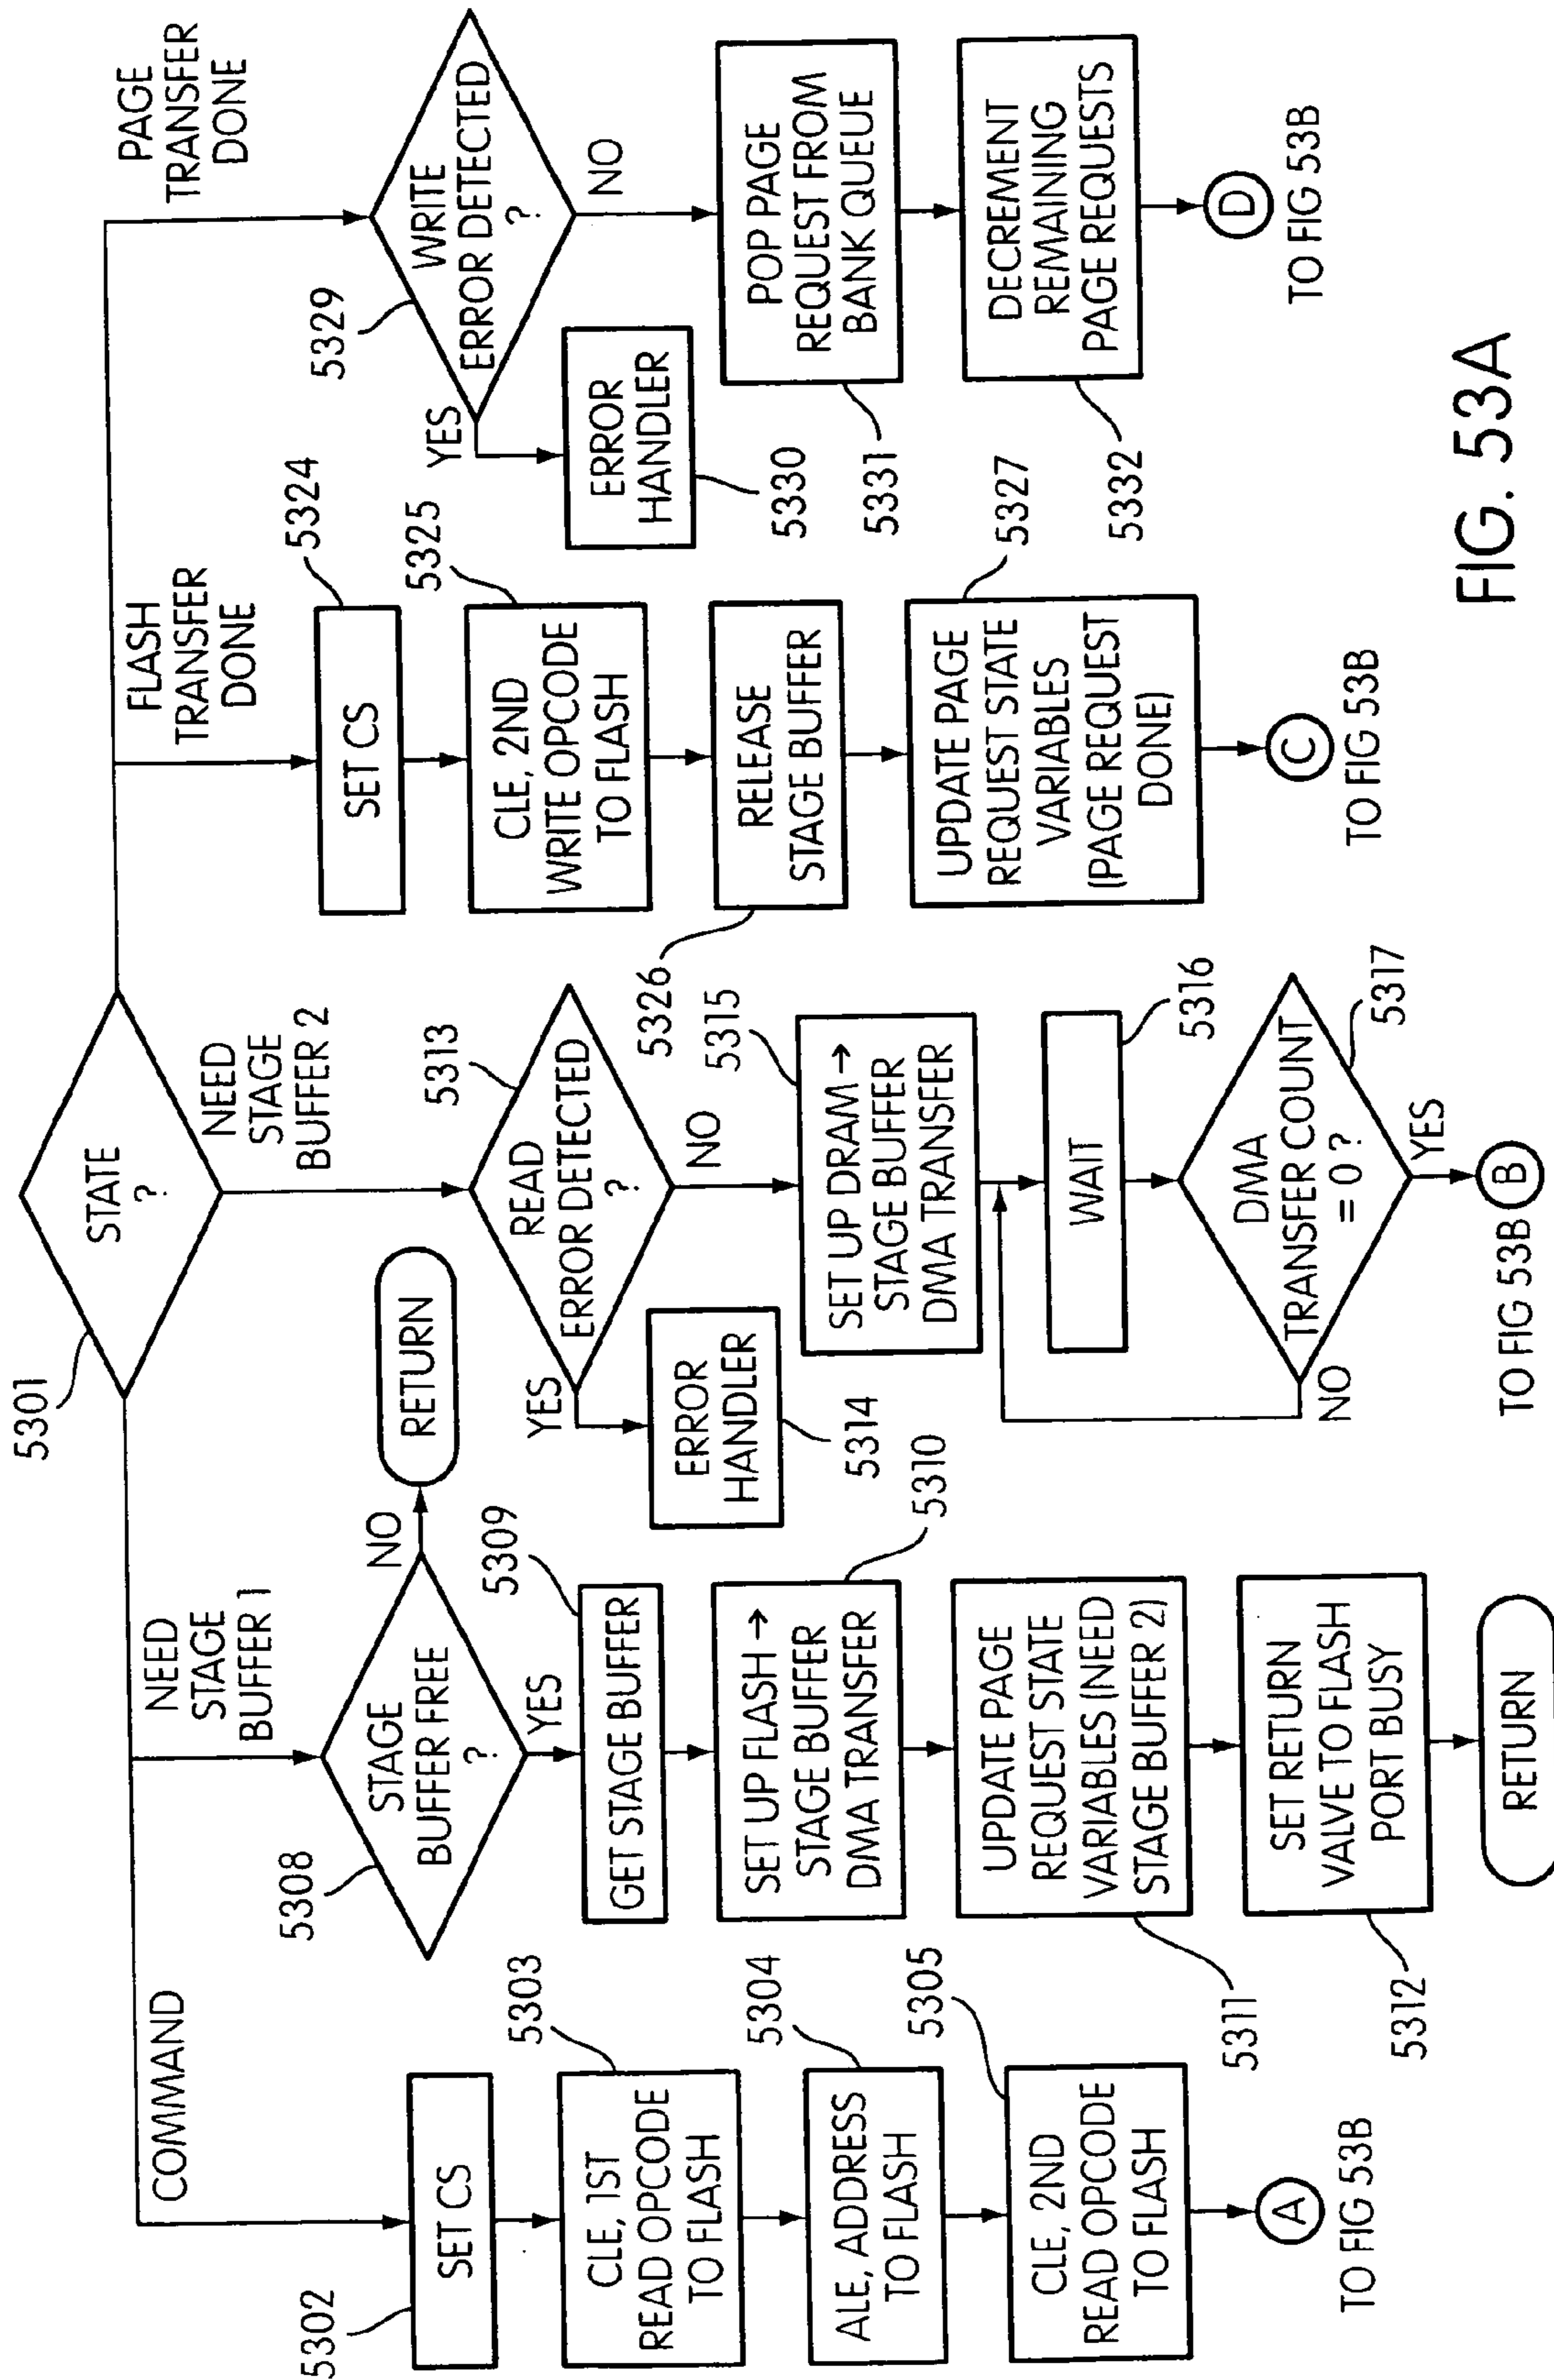 5301
STATE
?
COMMAND
5302
SET CS
5303
CLE, 1ST
READ OPCODE
TO FLASH
5304
ALE, ADDRESS
TO FLASH
5305
CLE, 2ND
READ OPCODE
TO FLASH
A
TO FIG 53B
NEED
STAGE
BUFFER 1
5308
STAGE
BUFFER FREE
?
NO
RETURN
YES
5309
GET STAGE BUFFER
5310
SET UP FLASH →
STAGE BUFFER
DMA TRANSFER
UPDATE PAGE
REQUEST STATE
VARIABLES (NEED
STAGE BUFFER 2)
5311
SET RETURN
VALVE TO FLASH
PORT BUSY
5312
RETURN
NEED
STAGE
BUFFER 2
5313
READ
ERROR DETECTED
?
YES
ERROR
HANDLER
5314
NO
5315
SET UP DRAM →
STAGE BUFFER
DMA TRANSFER
5316
WAIT
5317
DMA
TRANSFER COUNT
= 0 ?
NO
YES
B
TO FIG 53B
FLASH
TRANSFER
DONE
5324
SET CS
5325
CLE, 2ND
WRITE OPCODE
TO FLASH
RELEASE
STAGE BUFFER
5326
5327
UPDATE PAGE
REQUEST STATE
VARIABLES
(PAGE REQUEST
DONE)
C
TO FIG 53B
PAGE
TRANSFER
DONE
5329
WRITE
ERROR DETECTED
?
YES
ERROR
HANDLER
5330
NO
POP PAGE
REQUEST FROM
BANK QUEUE
5331
DECREMENT
REMAINING
PAGE REQUESTS
5332
D
TO FIG 53B
FIG. 53A